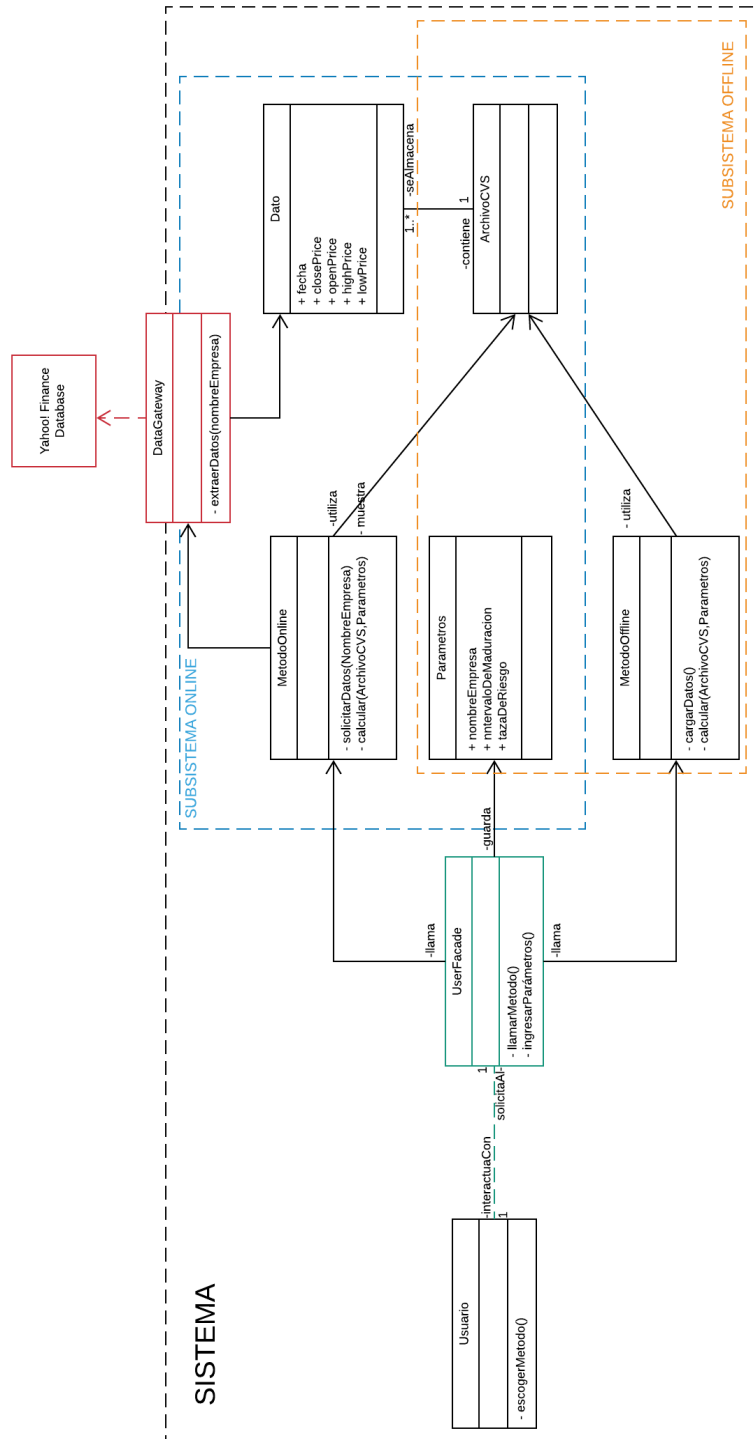 SISTEMA
Usuario
- escogerMetodo()
-interactuaCon
1
1
solicitaAl-
UserFacade
- llamarMetodo()
- ingresarParámetros()
-llama
-guarda
-llama
SUBSISTEMA ONLINE
MetodoOnline
- solicitarDatos(NombreEmpresa)
- calcular(ArchivoCVS,Parametros)
-utiliza
- muestra
Parametros
+ nombreEmpresa
+ mtervaloDeMaduracion
+ tazaDeRiesgo
MetodoOffline
- cargarDatos()
- calcular(ArchivoCVS,Parametros)
- utiliza
Yahoo! Finance
Database
DataGateway
- extraerDatos(nombreEmpresa)
Dato
+ fecha
+ closePrice
+ openPrice
+ highPrice
+ lowPrice
-seAlmacena
1..*
1
-contiene
ArchivoCVS
SUBSISTEMA OFFLINE